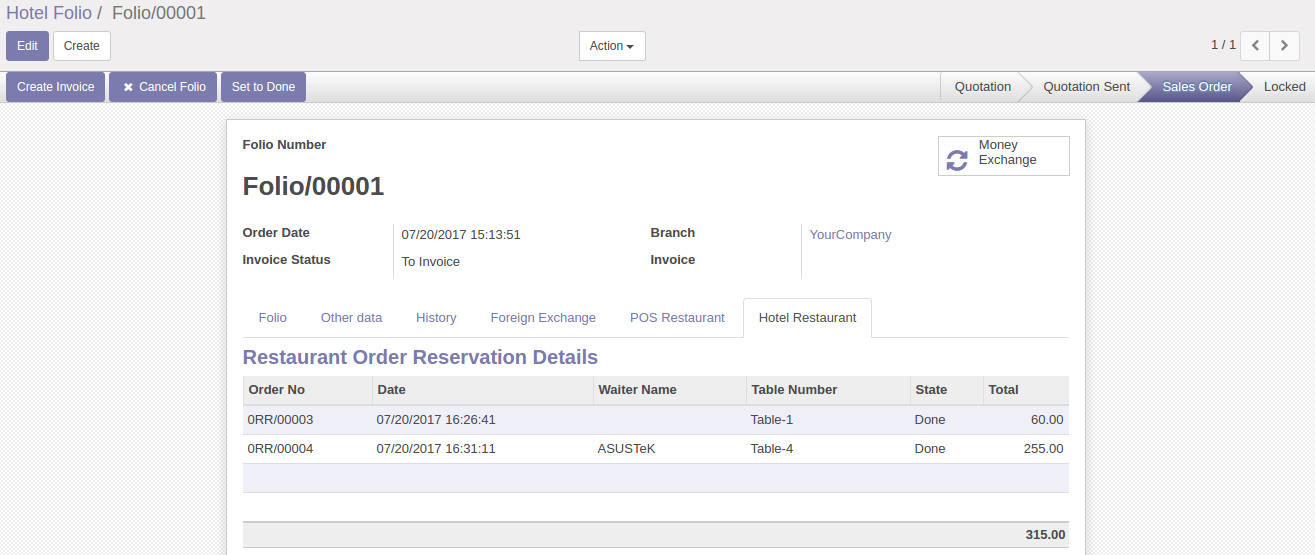 Hotel Folio / Folio/00001
Edit Create Action 1 / 1
Create Invoice Cancel Folio Set to Done Quotation Quotation Sent Sales Order Locked
Folio Number
Money
Exchange
Folio/00001
Order Date 07/20/2017 15:13:51 Branch YourCompany
Invoice Status To Invoice Invoice
Folio Other data History Foreign Exchange POS Restaurant Hotel Restaurant
Restaurant Order Reservation Details
Order No Date Waiter Name Table Number State Total
0RR/00003 07/20/2017 16:26:41 Table-1 Done 60.00
0RR/00004 07/20/2017 16:31:11 ASUSTeK Table-4 Done 255.00
315.00